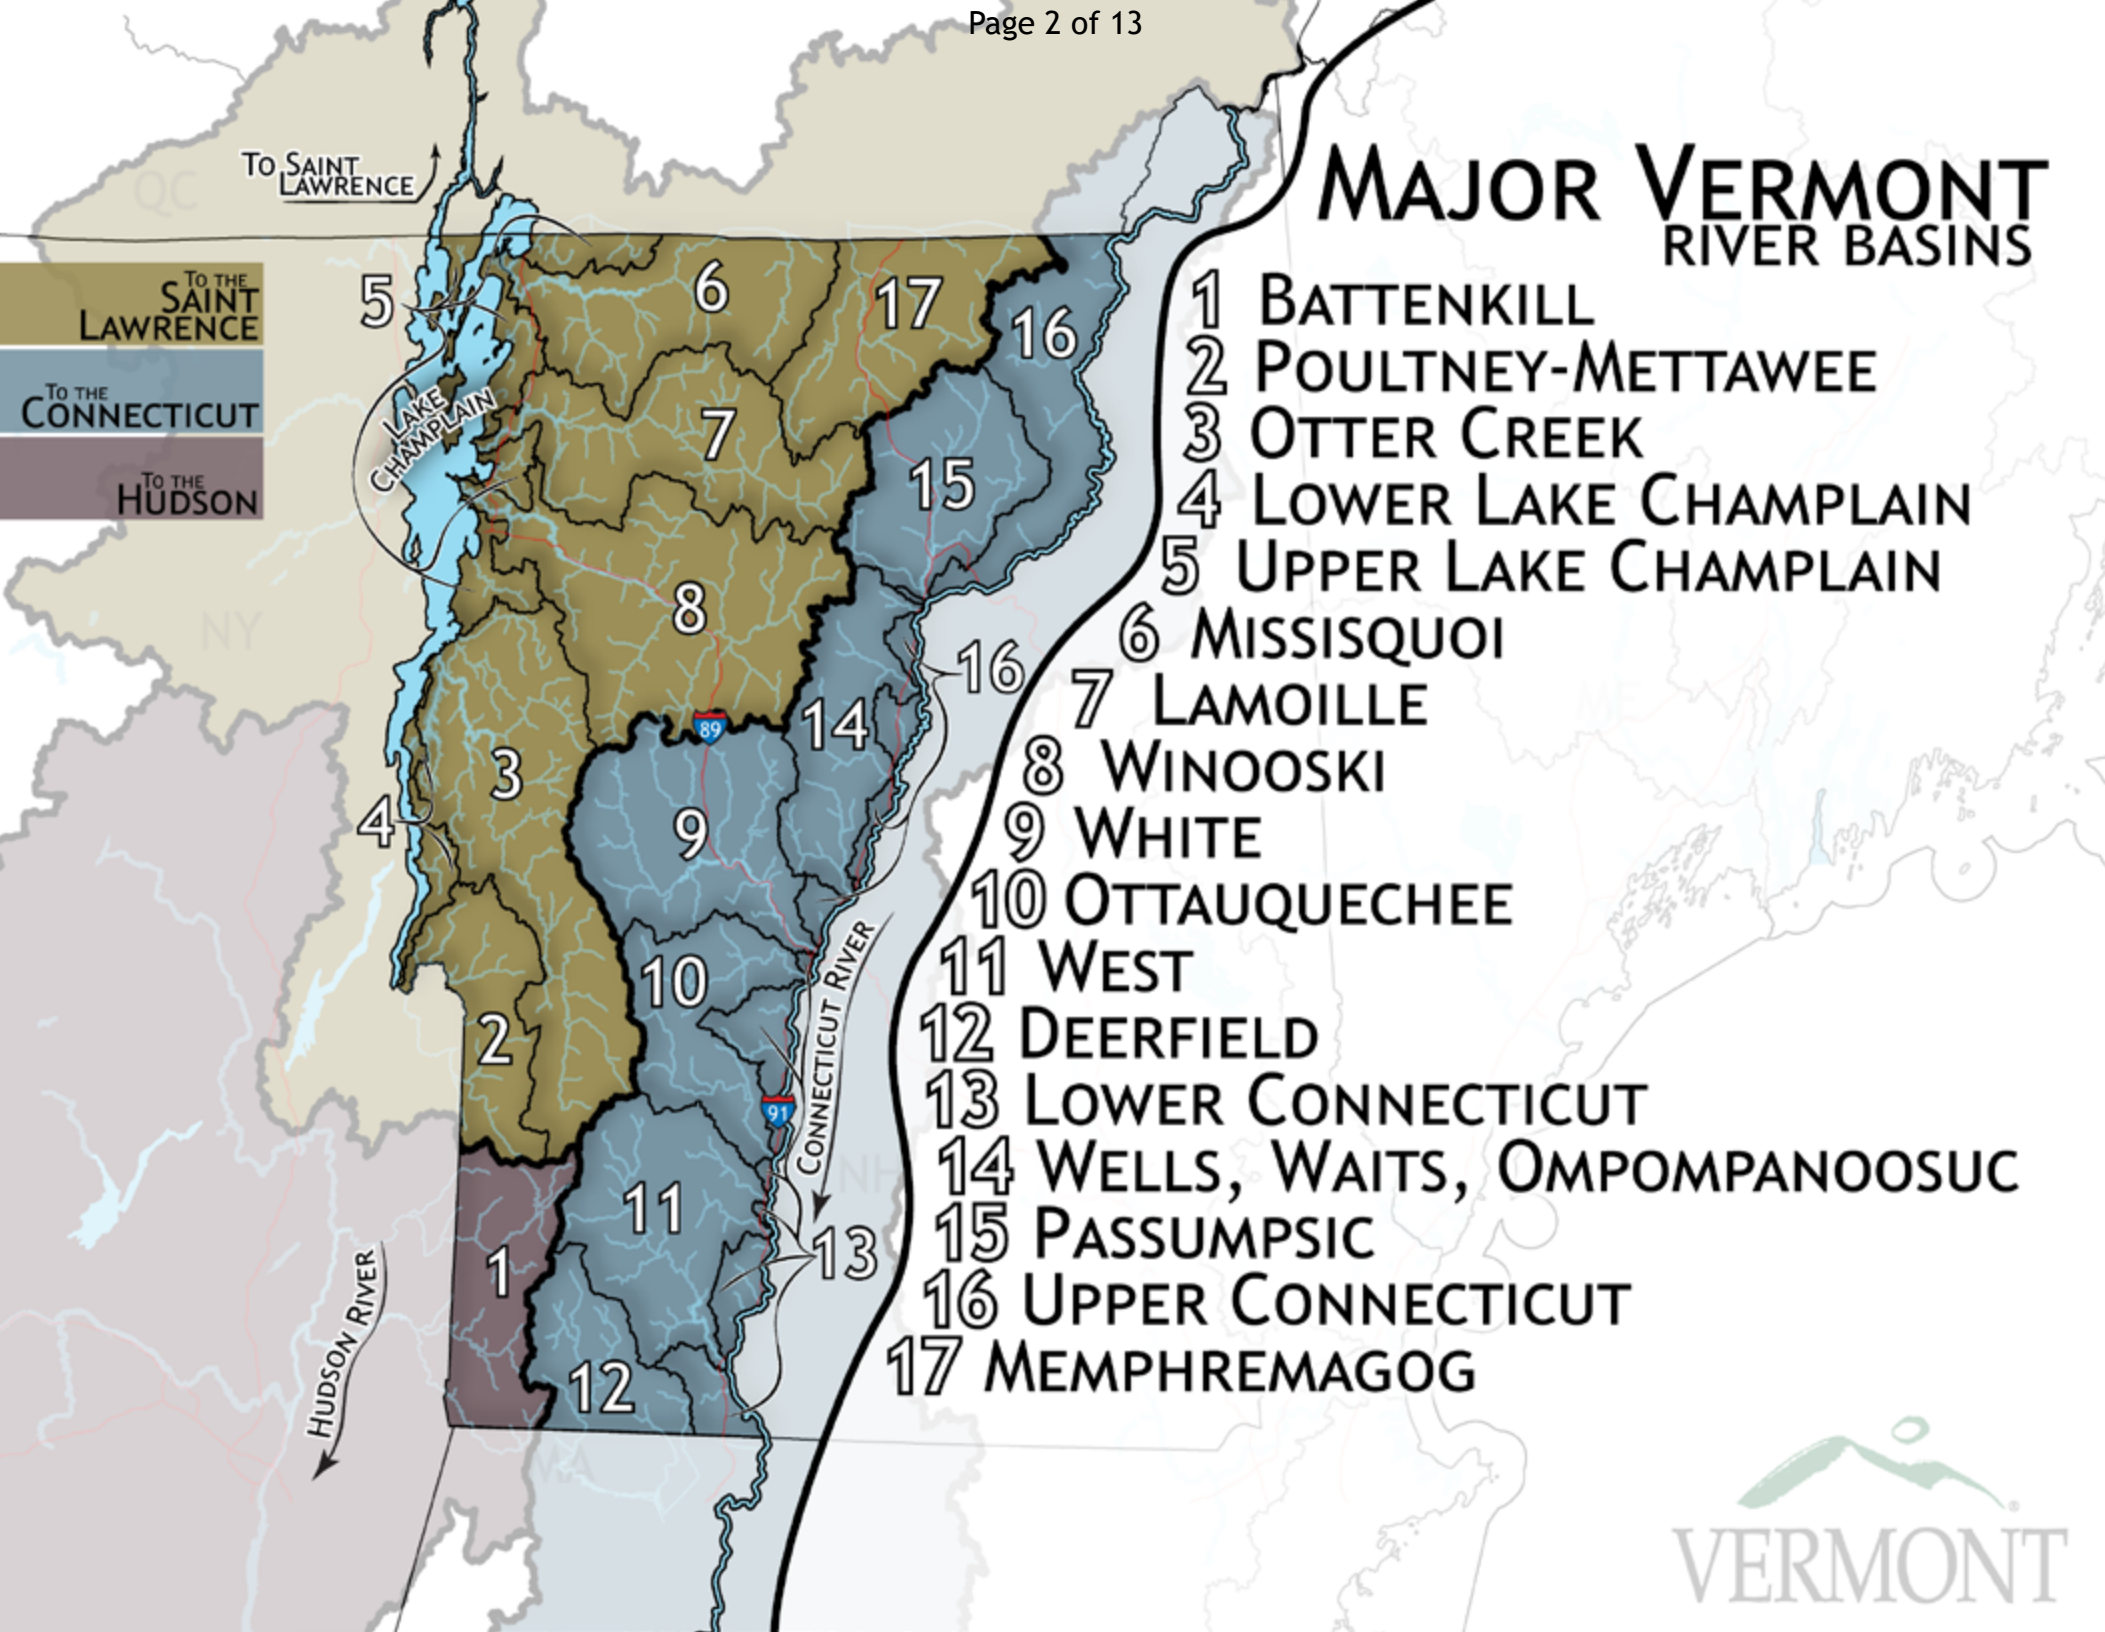 Page 2 of 13
QC
TO SAINT
LAWRENCE
TO THE
SAINT
LAWRENCE
TO THE
CONNECTICUT
TO THE
HUDSON
MAJOR VERMONT
RIVER BASINS
1 BATTENKILL
2 POULTNEY-METTAWEE
3 OTTER CREEK
4 LOWER LAKE CHAMPLAIN
5 UPPER LAKE CHAMPLAIN
6 MISSISQUOI
7 LAMOILLE
8 WINOOSKI
9 WHITE
10 OTTAUQUECHEE
11 WEST
12 DEERFIELD
13 LOWER CONNECTICUT
14 WELLS, WAITS, OMPOMPANOOSUC
15 PASSUMPSIC
16 UPPER CONNECTICUT
17 MEMPHREMAGOG
5
6
17
16
LAKE
CHAMPLAIN
7
15
NY
8
16
ME
14
89
3
4
9
10
CONNECTICUT RIVER
2
91
NH
11
1
13
HUDSON RIVER
12
MA
VERMONT
®